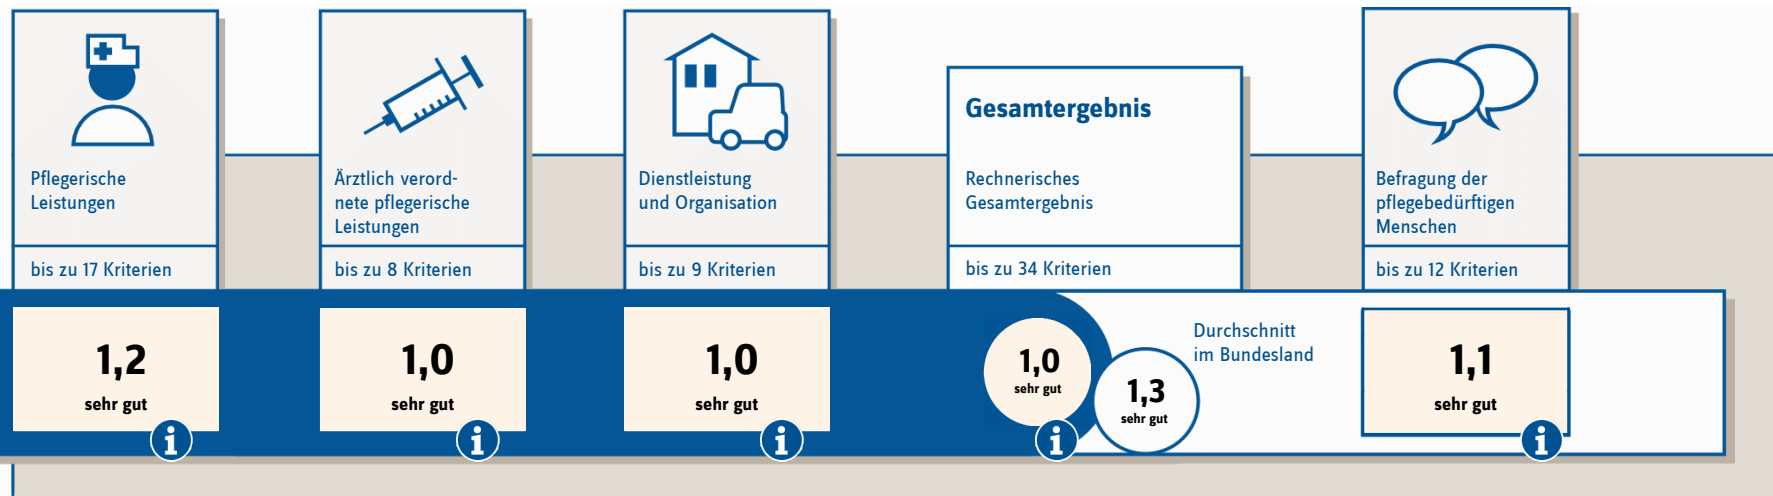 Pflegerische
Leistungen
bis zu 17 Kriterien
1,2
sehr gut
i
Ärztlich verord-
nete pflegerische
Leistungen
bis zu 8 Kriterien
1,0
sehr gut
i
Dienstleistung
und Organisation
bis zu 9 Kriterien
1,0
sehr gut
i
Gesamtergebnis
Rechnerisches
Gesamtergebnis
bis zu 34 Kriterien
1,0
sehr gut
i
1,3
sehr gut
Durchschnitt
im Bundesland
Befragung der
pflegebedürftigen
Menschen
bis zu 12 Kriterien
1,1
sehr gut
i